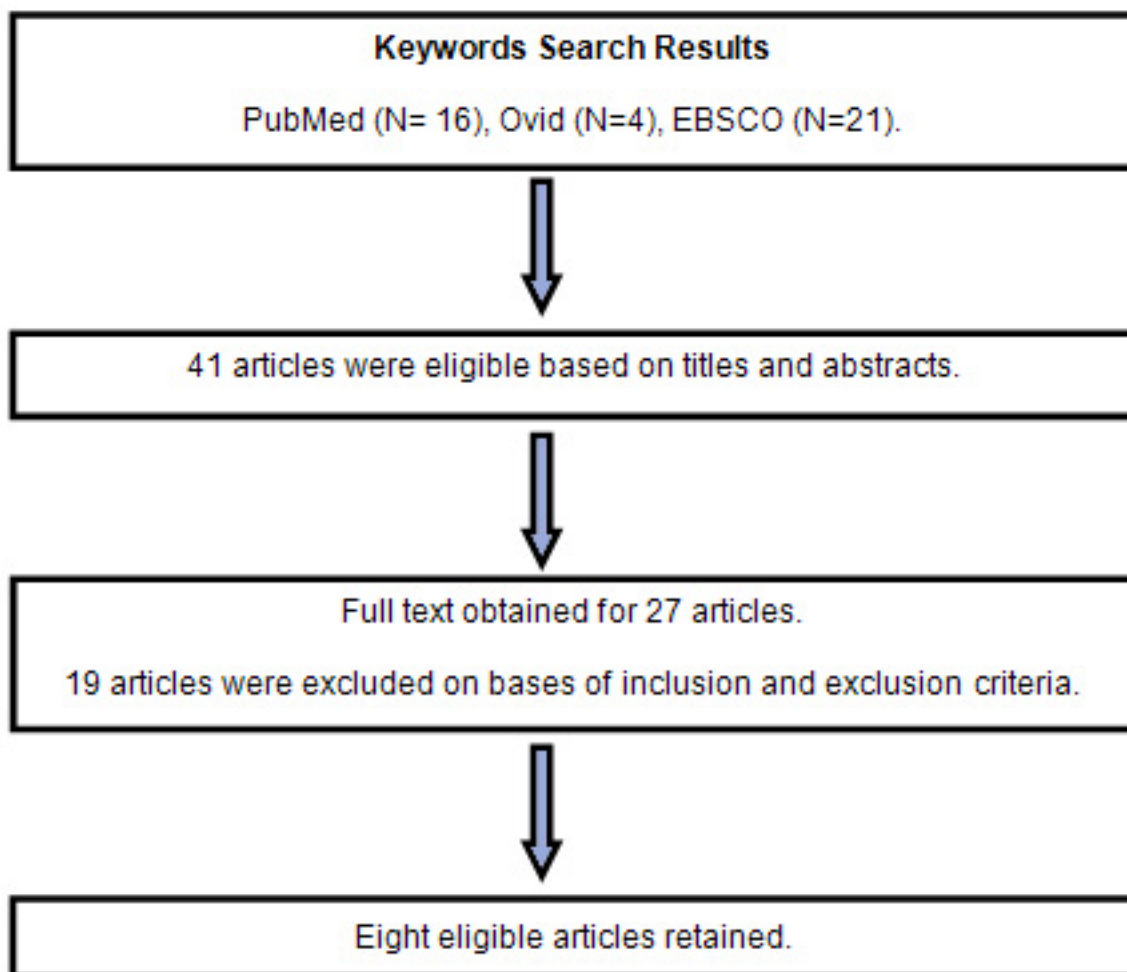 Keywords Search Results
PubMed (N= 16), Ovid (N=4), EBSCO (N=21).
41 articles were eligible based on titles and abstracts.
Full text obtained for 27 articles.
19 articles were excluded on bases of inclusion and exclusion criteria.
Eight eligible articles retained.